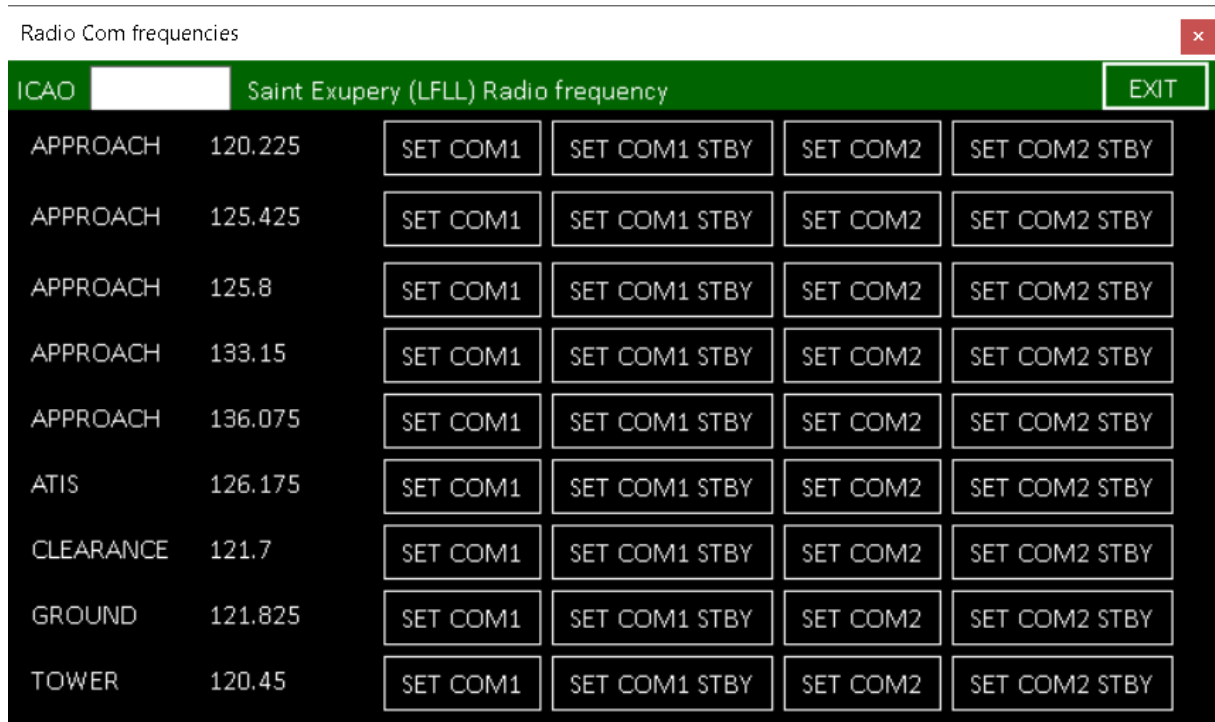 Radio Com frequencies x
ICAO Saint Exupery (LFLL) Radio frequency EXIT
APPROACH 120.225 SET COM1 SET COM1 STBY SET COM2 SET COM2 STBY
APPROACH 125.425 SET COM1 SET COM1 STBY SET COM2 SET COM2 STBY
APPROACH 125.8 SET COM1 SET COM1 STBY SET COM2 SET COM2 STBY
APPROACH 133.15 SET COM1 SET COM1 STBY SET COM2 SET COM2 STBY
APPROACH 136.075 SET COM1 SET COM1 STBY SET COM2 SET COM2 STBY
ATIS 126.175 SET COM1 SET COM1 STBY SET COM2 SET COM2 STBY
CLEARANCE 121.7 SET COM1 SET COM1 STBY SET COM2 SET COM2 STBY
GROUND 121.825 SET COM1 SET COM1 STBY SET COM2 SET COM2 STBY
TOWER 120.45 SET COM1 SET COM1 STBY SET COM2 SET COM2 STBY